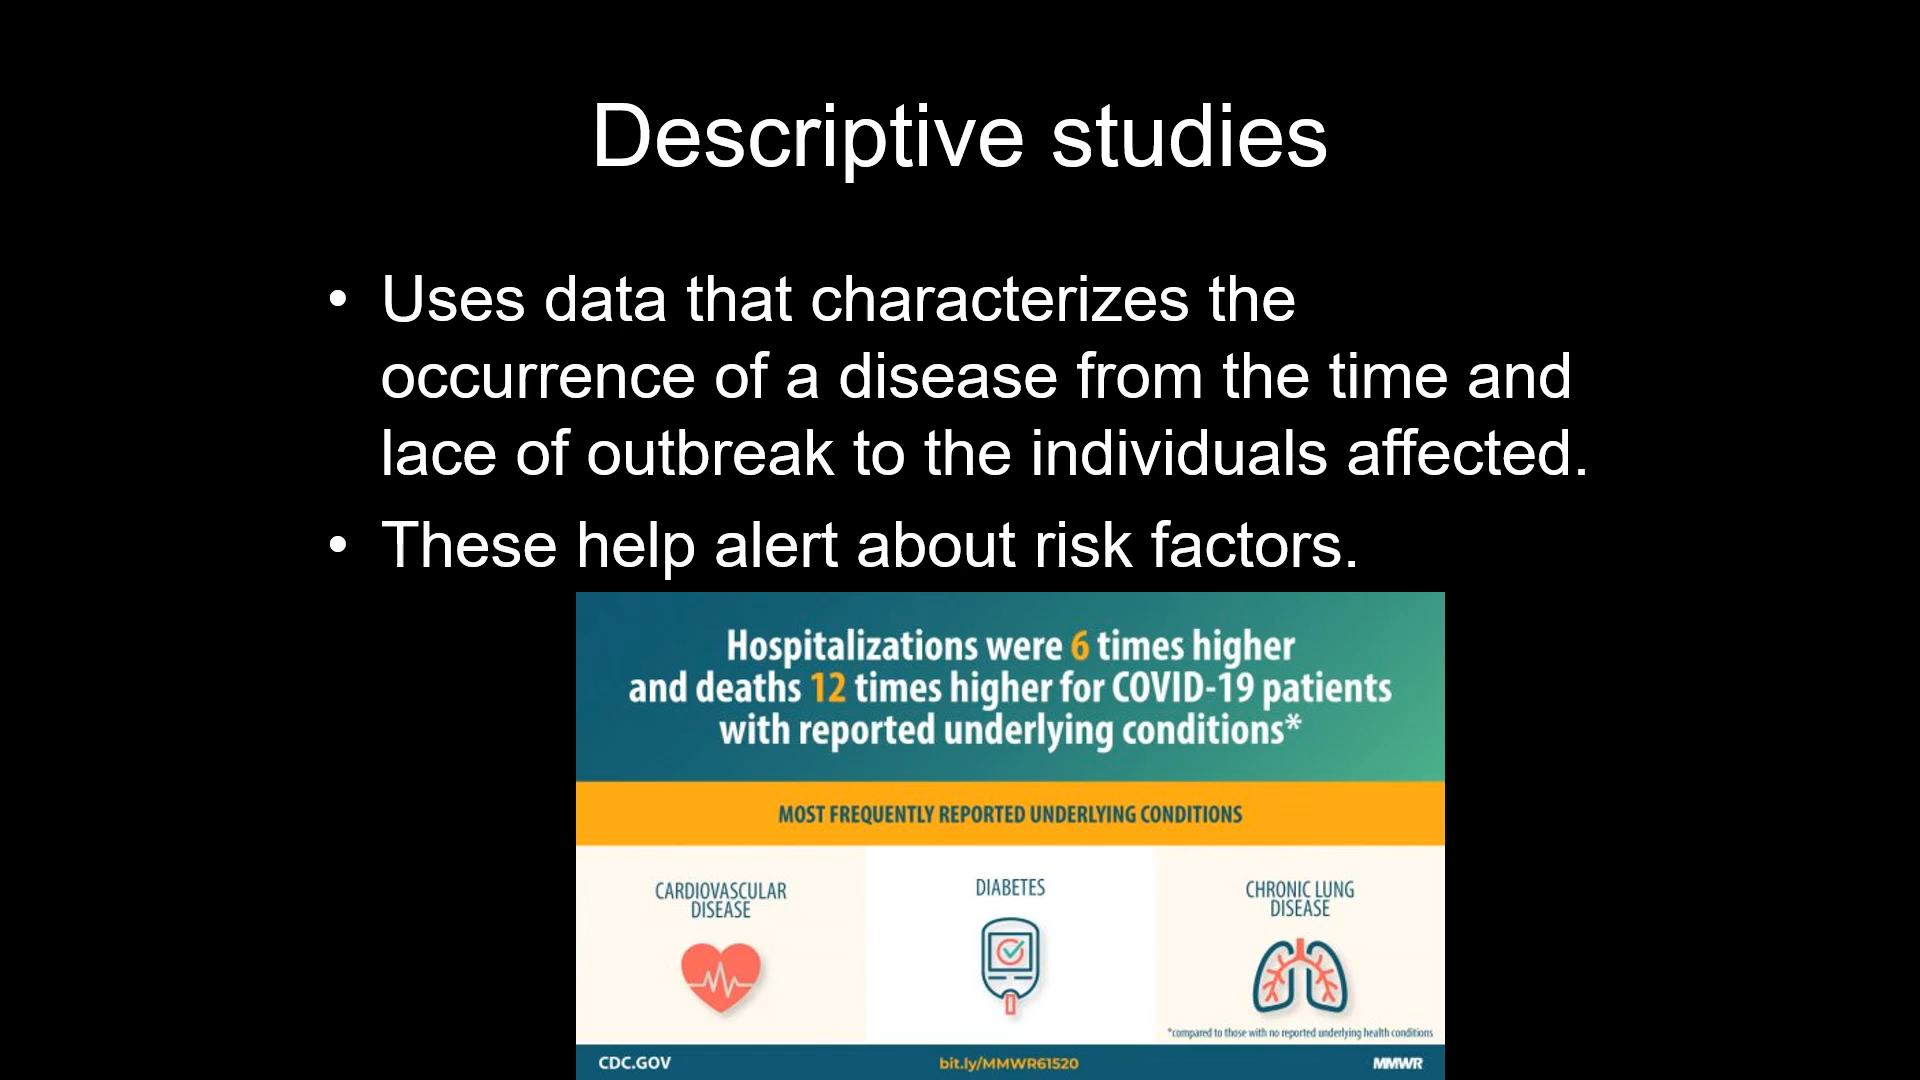 Descriptive studies
• Uses data that characterizes the
occurrence of a disease from the time and
lace of outbreak to the individuals affected.
• These help alert about risk factors.
Hospitalizations were 6 times higher
and deaths 12 times higher for COVID-19 patients
with reported underlying conditions*
MOST FREQUENTLY REPORTED UNDERLYING CONDITIONS
CARDIOVASCULAR
DISEASE
DIABETES
CHRONIC LUNG
DISEASE
*compared to those with no reported underlying health conditions
CDC.GOV
bit.ly/MMWR61520
MMWR